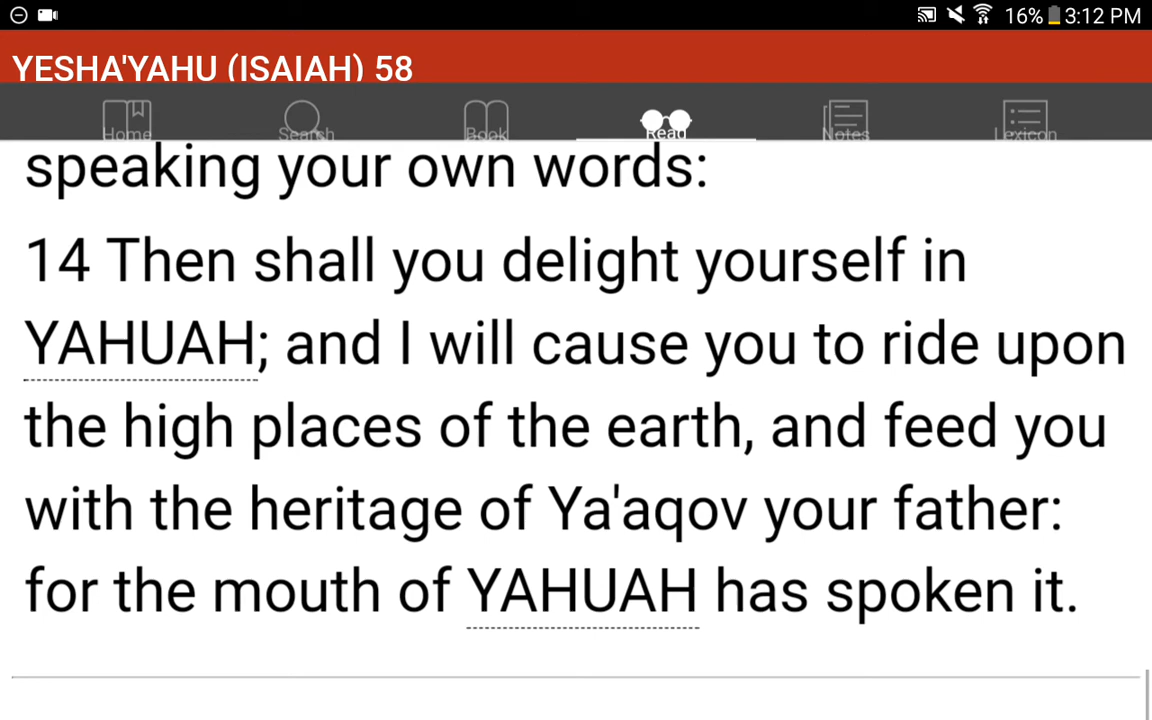 16% 3:12 PM
YESHA'YAHU (ISAIAH) 58
Home Search Book Read Notes Lexicon
speaking your own words:
14 Then shall you delight yourself in
YAHUAH; and I will cause you to ride upon
the high places of the earth, and feed you
with the heritage of Ya'aqov your father:
for the mouth of YAHUAH has spoken it.